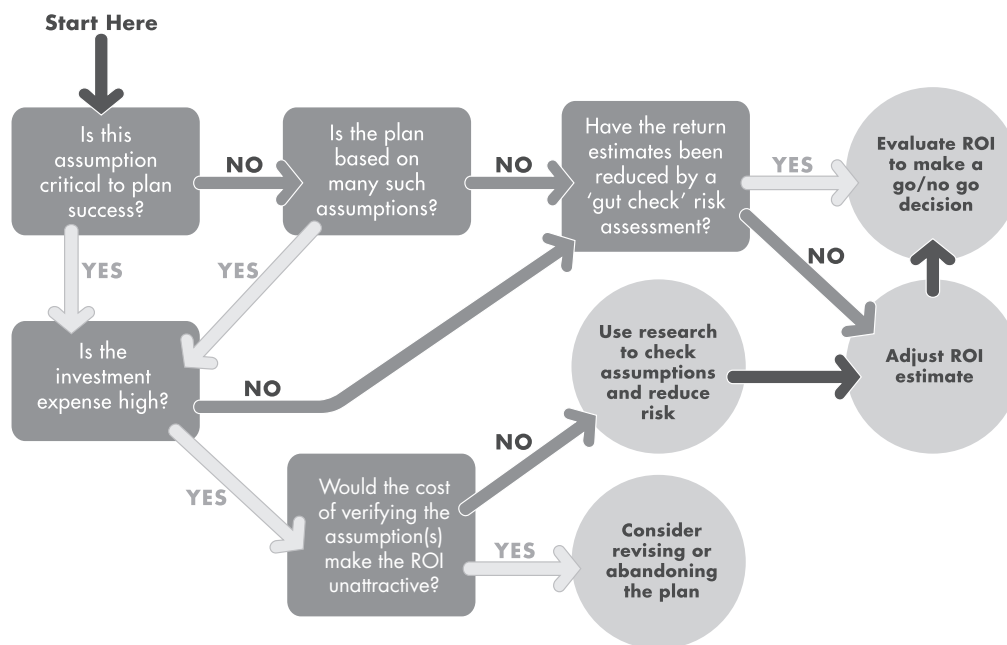 Start Here
Is this
assumption
critical to plan
success?
NO
Is the plan
based on
many such
assumptions?
NO
Have the return
estimates been
reduced by a
‘gut check’ risk
assessment?
YES
Evaluate ROI
to make a
go/no go
decision
YES
YES
NO
Is the
investment
expense high?
NO
Use research
to check
assumptions
and reduce
risk
Adjust ROI
estimate
YES
Would the cost
of verifying the
assumption(s)
make the ROI
unattractive?
NO
YES
Consider
revising or
abandoning
the plan